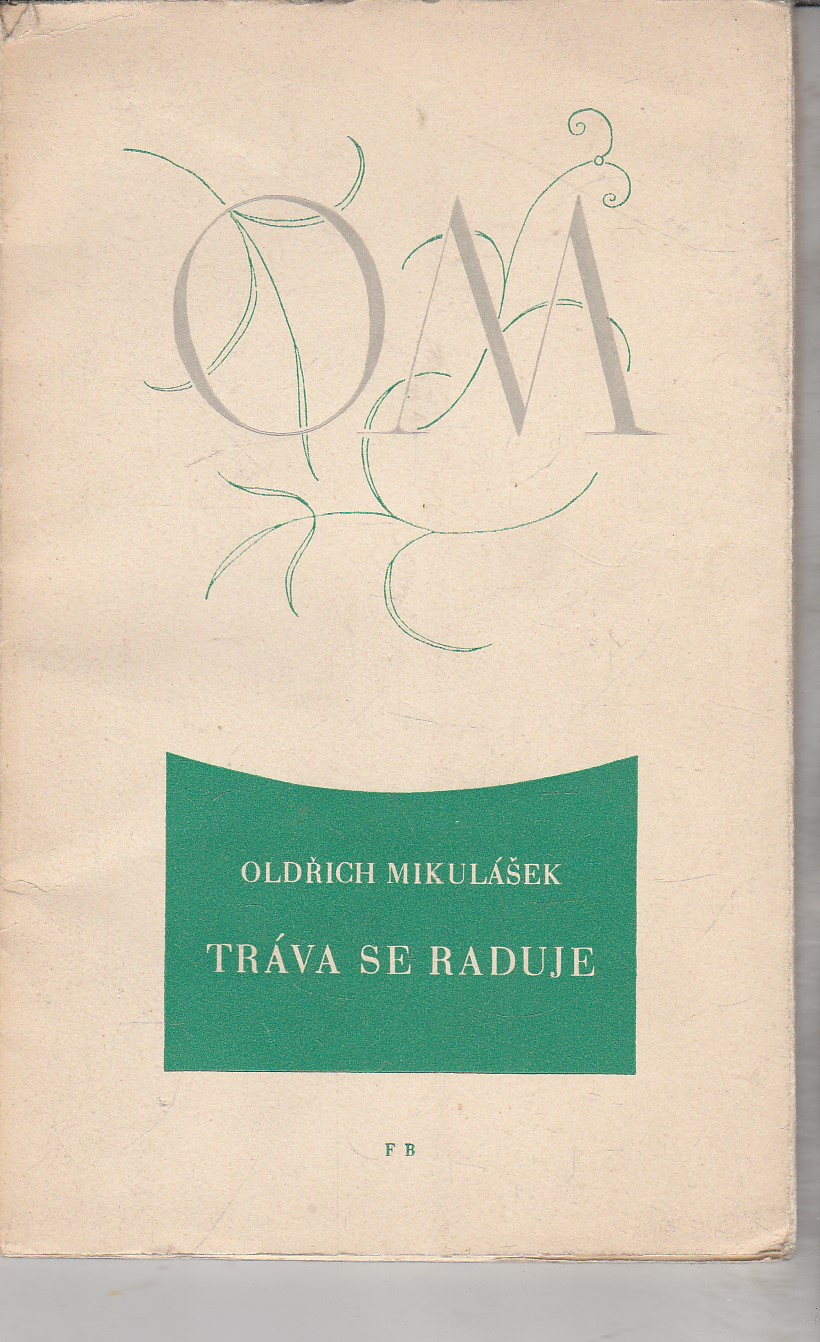 OM
OLDŘICH MIKULÁŠEK
TRÁVA SE RADUJE
F B